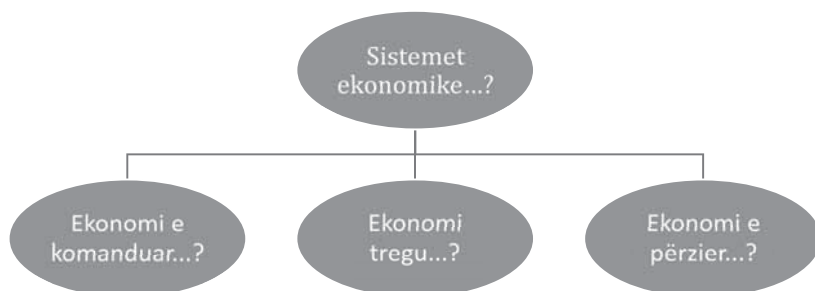 Sistemet
ekonomike...?
Ekonomi e
komanduar...?
Ekonomi
tregu...?
Ekonomi e
përzier...?